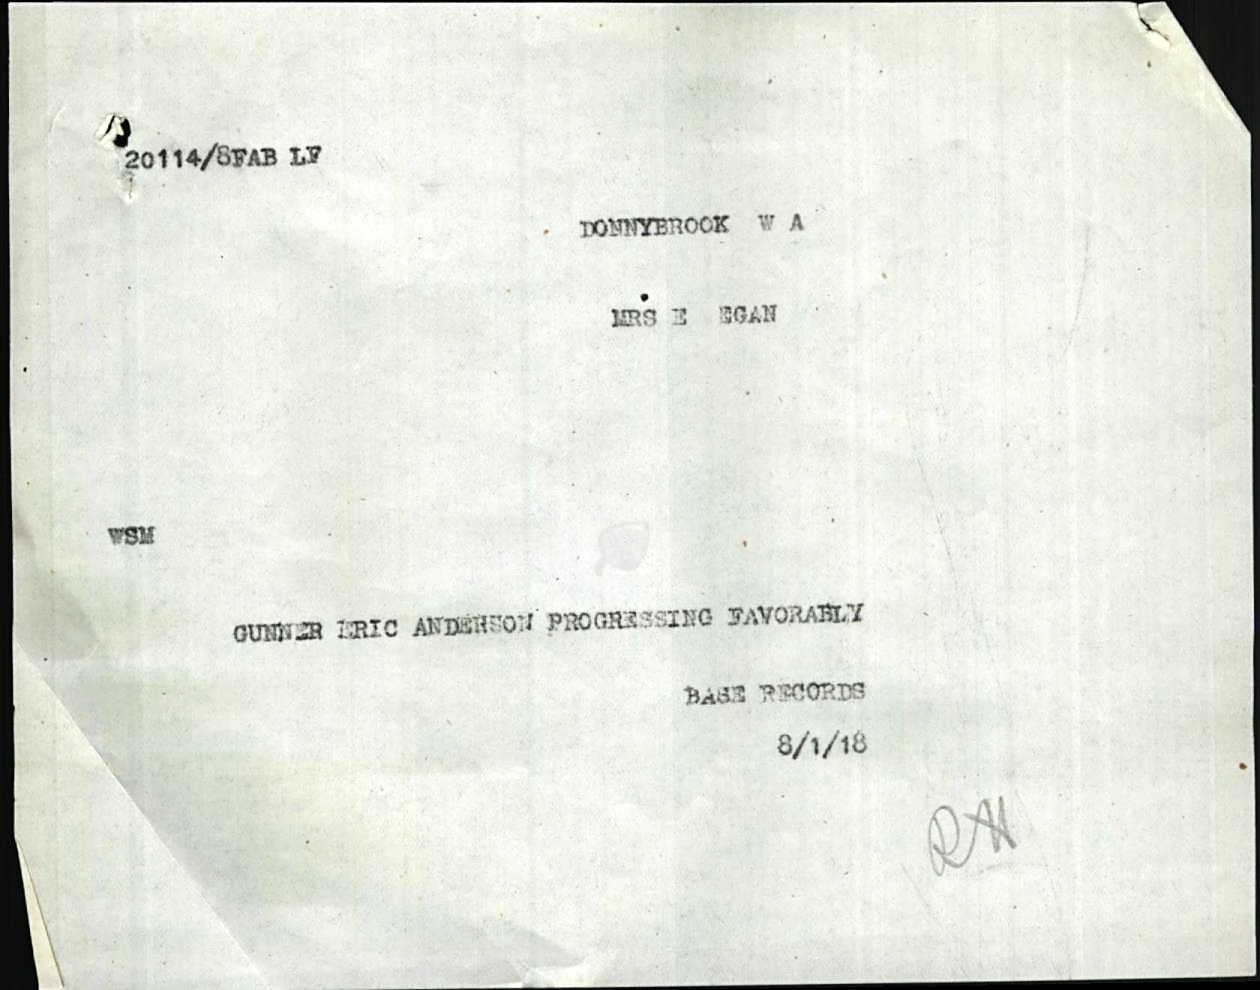 20114/8FAB LF
DONNYBROOK W A
MRS E EGAN
WSM
GUNNER ERIC ANDERSON PROGRESSING FAVORABLY
BASE RECORDS
8/1/18